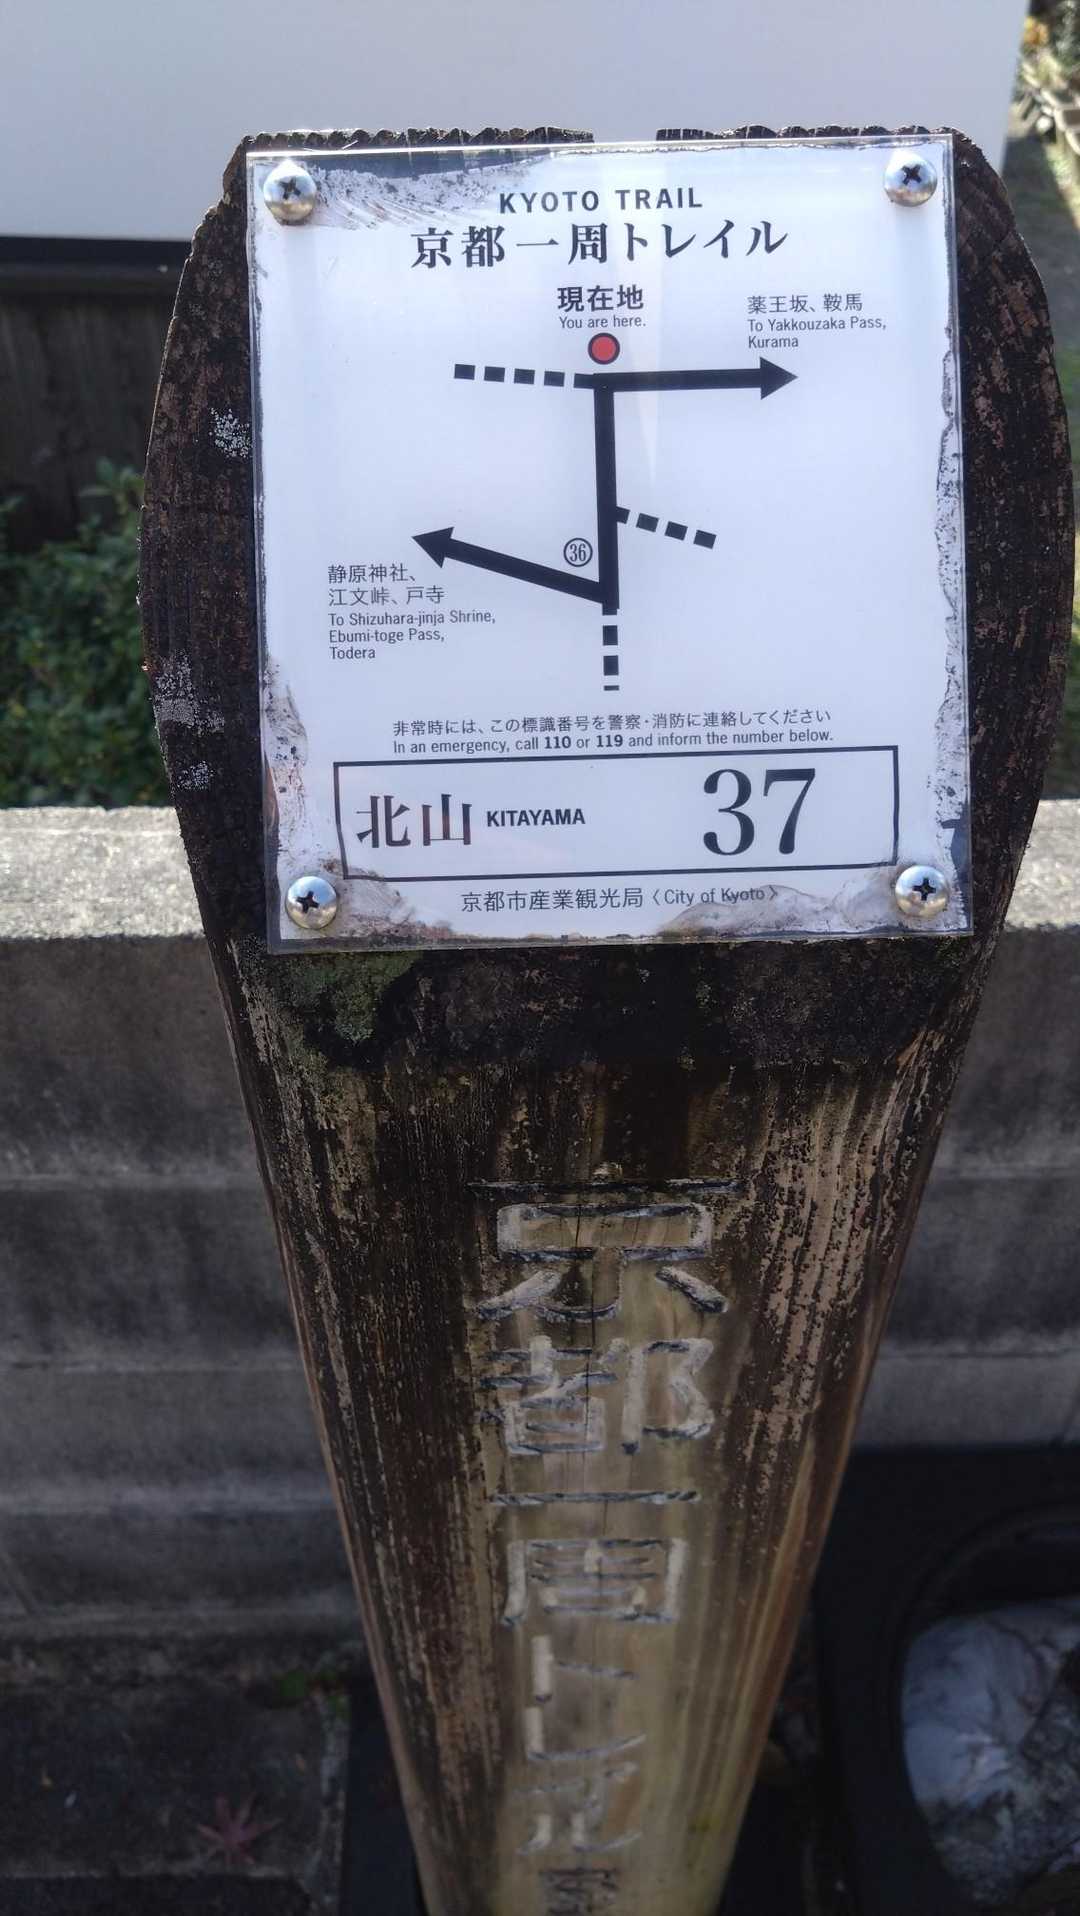 KYOTO TRAIL
京都一周トレイル
現在地
You are here.
薬王坂、鞍馬
To Yakkouzaka Pass,
Kurama
36
静原神社、
江文峠、戸寺
To Shizuhara-jinja Shrine,
Ebumi-toge Pass,
Todera
非常時には、この標識番号を警察・消防に連絡してください
In an emergency, call 110 or 119 and inform the number below.
北山 KITAYAMA 37
京都市産業観光局〈City of Kyoto〉
京都一周トレイル